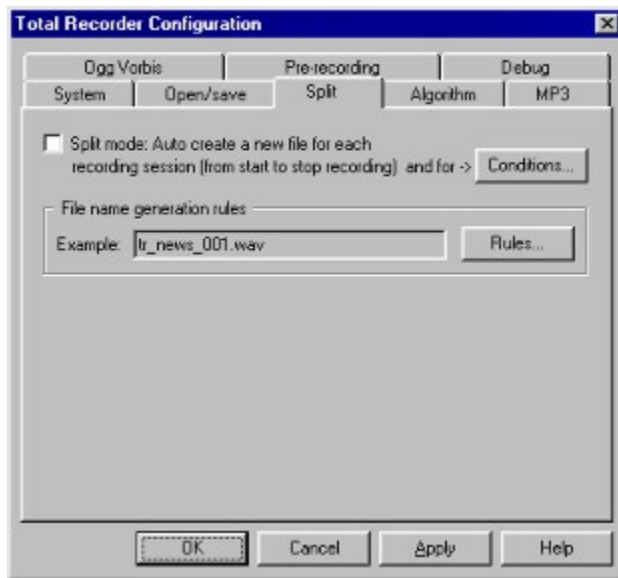 Total Recorder Configuration
Ogg Vorbis Pre-recording Debug
System Open/save Split Algorithm MP3
Split mode: Auto create a new file for each
recording session (from start to stop recording) and for -> Conditions...
File name generation rules
Example: tr_news_001.wav Rules...
OK Cancel Apply Help